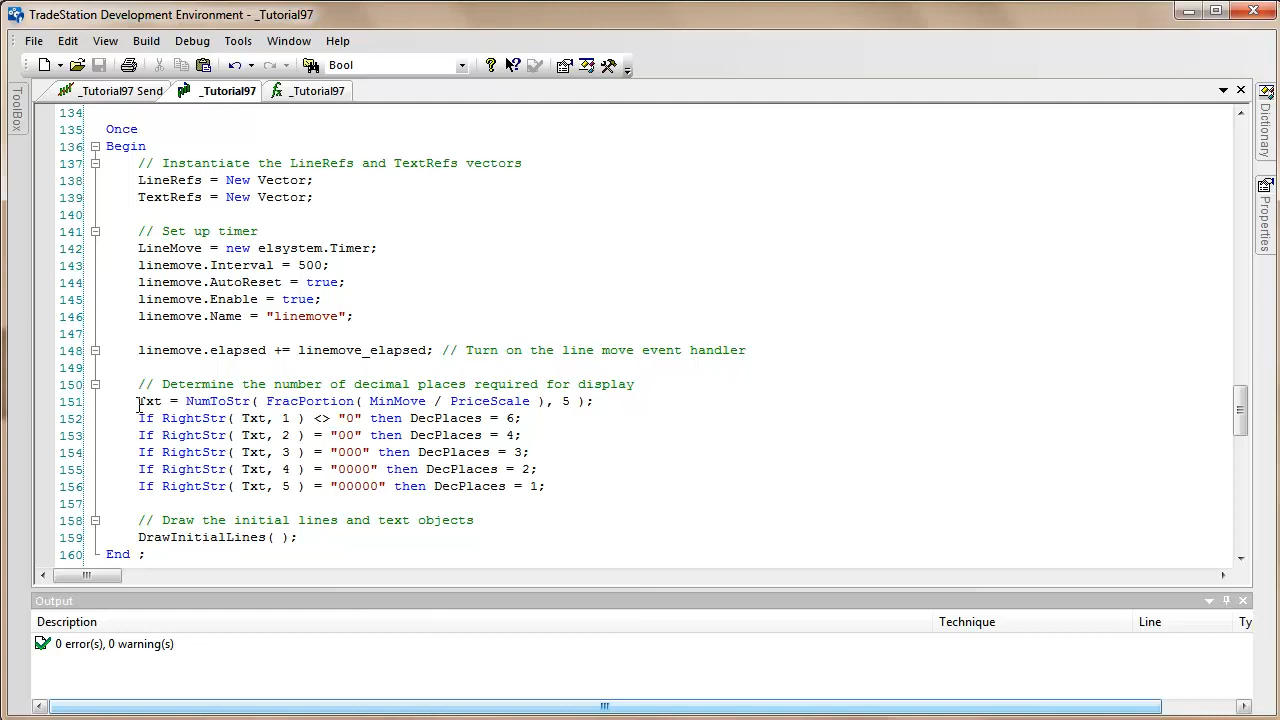 TradeStation Development Environment - _Tutorial97
File Edit View Build Debug Tools Window Help
Bool
_Tutorial97 Send _Tutorial97 _Tutorial97
ToolBox
Dictionary
Properties
134
135 Once
136 Begin
137 // Instantiate the LineRefs and TextRefs vectors
138 LineRefs = New Vector;
139 TextRefs = New Vector;
140
141 // Set up timer
142 LineMove = new elsystem.Timer;
143 linemove.Interval = 500;
144 linemove.AutoReset = true;
145 linemove.Enable = true;
146 linemove.Name = "linemove";
147
148 linemove.elapsed += linemove_elapsed; // Turn on the line move event handler
149
150 // Determine the number of decimal places required for display
151 Txt = NumToStr( FracPortion( MinMove / PriceScale ), 5 );
152 If RightStr( Txt, 1 ) <> "0" then DecPlaces = 6;
153 If RightStr( Txt, 2 ) = "00" then DecPlaces = 4;
154 If RightStr( Txt, 3 ) = "000" then DecPlaces = 3;
155 If RightStr( Txt, 4 ) = "0000" then DecPlaces = 2;
156 If RightStr( Txt, 5 ) = "00000" then DecPlaces = 1;
157
158 // Draw the initial lines and text objects
159 DrawInitialLines( );
160 End ;
Output
Description Technique Line Ty
0 error(s), 0 warning(s)